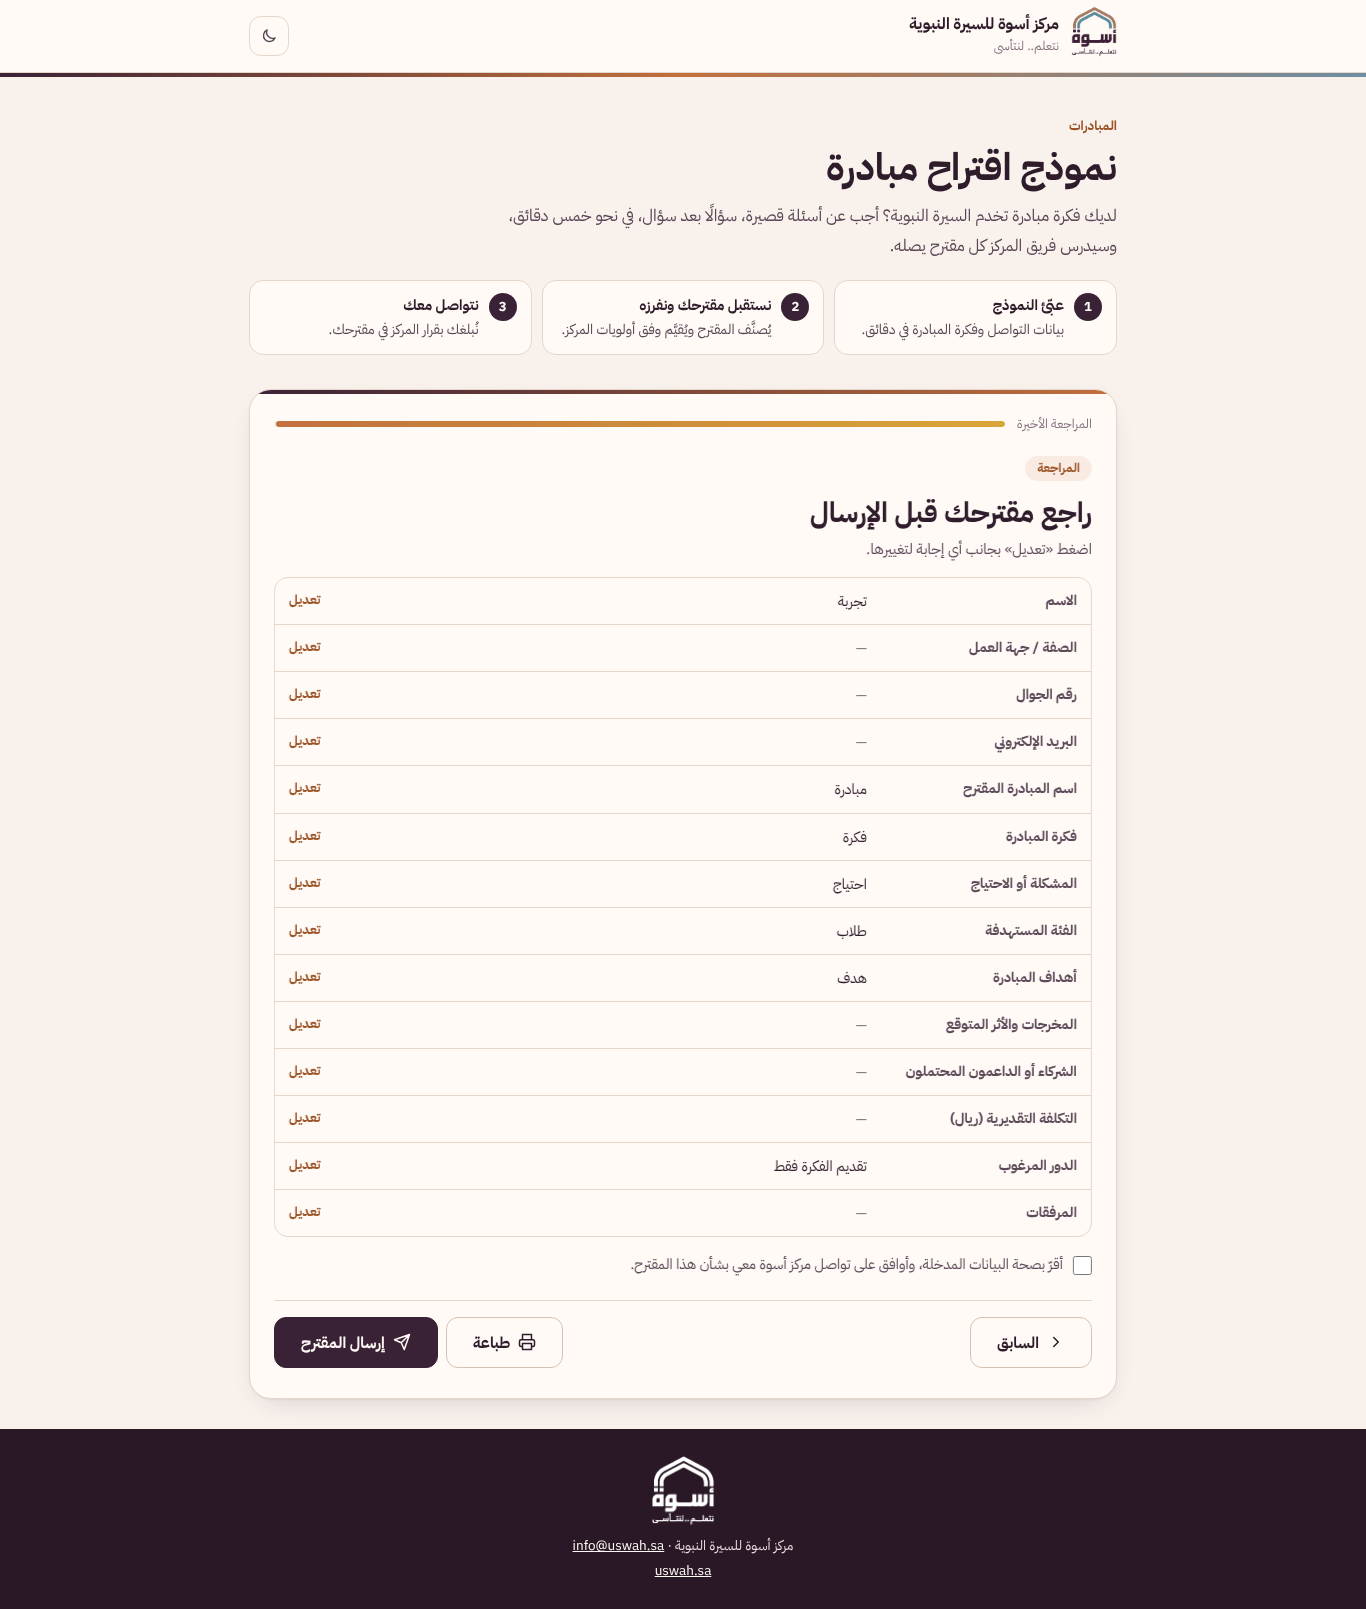 أسوة
نتعلم.. لنتأسى
مركز أسوة للسيرة النبوية
نتعلم.. لنتأسى
المبادرات
نموذج اقتراح مبادرة
لديك فكرة مبادرة تخدم السيرة النبوية؟ أجب عن أسئلة قصيرة، سؤالًا بعد سؤال، في نحو خمس دقائق،
وسيدرس فريق المركز كل مقترح يصله.
1 عبّئ النموذج
بيانات التواصل وفكرة المبادرة في دقائق.
2 نستقبل مقترحك ونفرزه
يُصنَّف المقترح ويُقيَّم وفق أولويات المركز.
3 نتواصل معك
نُبلغك بقرار المركز في مقترحك.
المراجعة الأخيرة
المراجعة
راجع مقترحك قبل الإرسال
اضغط «تعديل» بجانب أي إجابة لتغييرها.
الاسم تجربة تعديل
الصفة / جهة العمل — تعديل
رقم الجوال — تعديل
البريد الإلكتروني — تعديل
اسم المبادرة المقترح مبادرة تعديل
فكرة المبادرة فكرة تعديل
المشكلة أو الاحتياج احتياج تعديل
الفئة المستهدفة طلاب تعديل
أهداف المبادرة هدف تعديل
المخرجات والأثر المتوقع — تعديل
الشركاء أو الداعمون المحتملون — تعديل
التكلفة التقديرية (ريال) — تعديل
الدور المرغوب تقديم الفكرة فقط تعديل
المرفقات — تعديل
أقرّ بصحة البيانات المدخلة، وأوافق على تواصل مركز أسوة معي بشأن هذا المقترح.
السابق طباعة إرسال المقترح
أسوة
نتعلم.. لنتأسى
مركز أسوة للسيرة النبوية · info@uswah.sa
uswah.sa